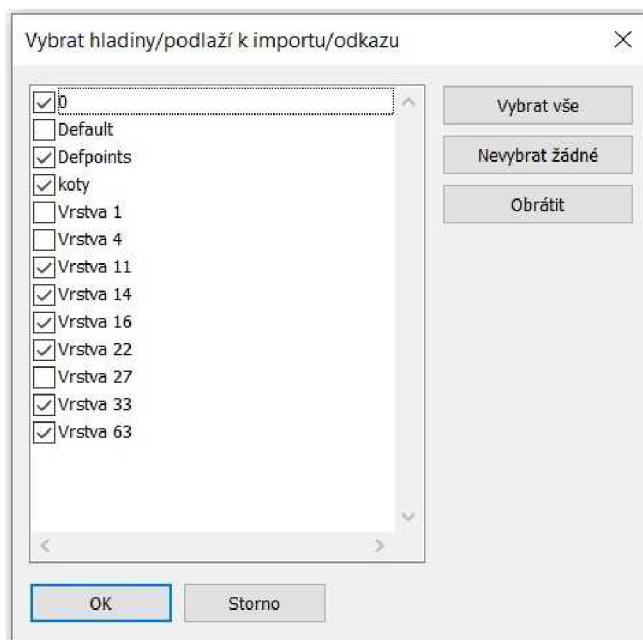 Vybrat hladiny/podlaží k importu/odkazu
0
Default
Defpoints
koty
Vrstva 1
Vrstva 4
Vrstva 11
Vrstva 14
Vrstva 16
Vrstva 22
Vrstva 27
Vrstva 33
Vrstva 63
Vybrat vše
Nevybrat žádné
Obrátit
OK
Storno